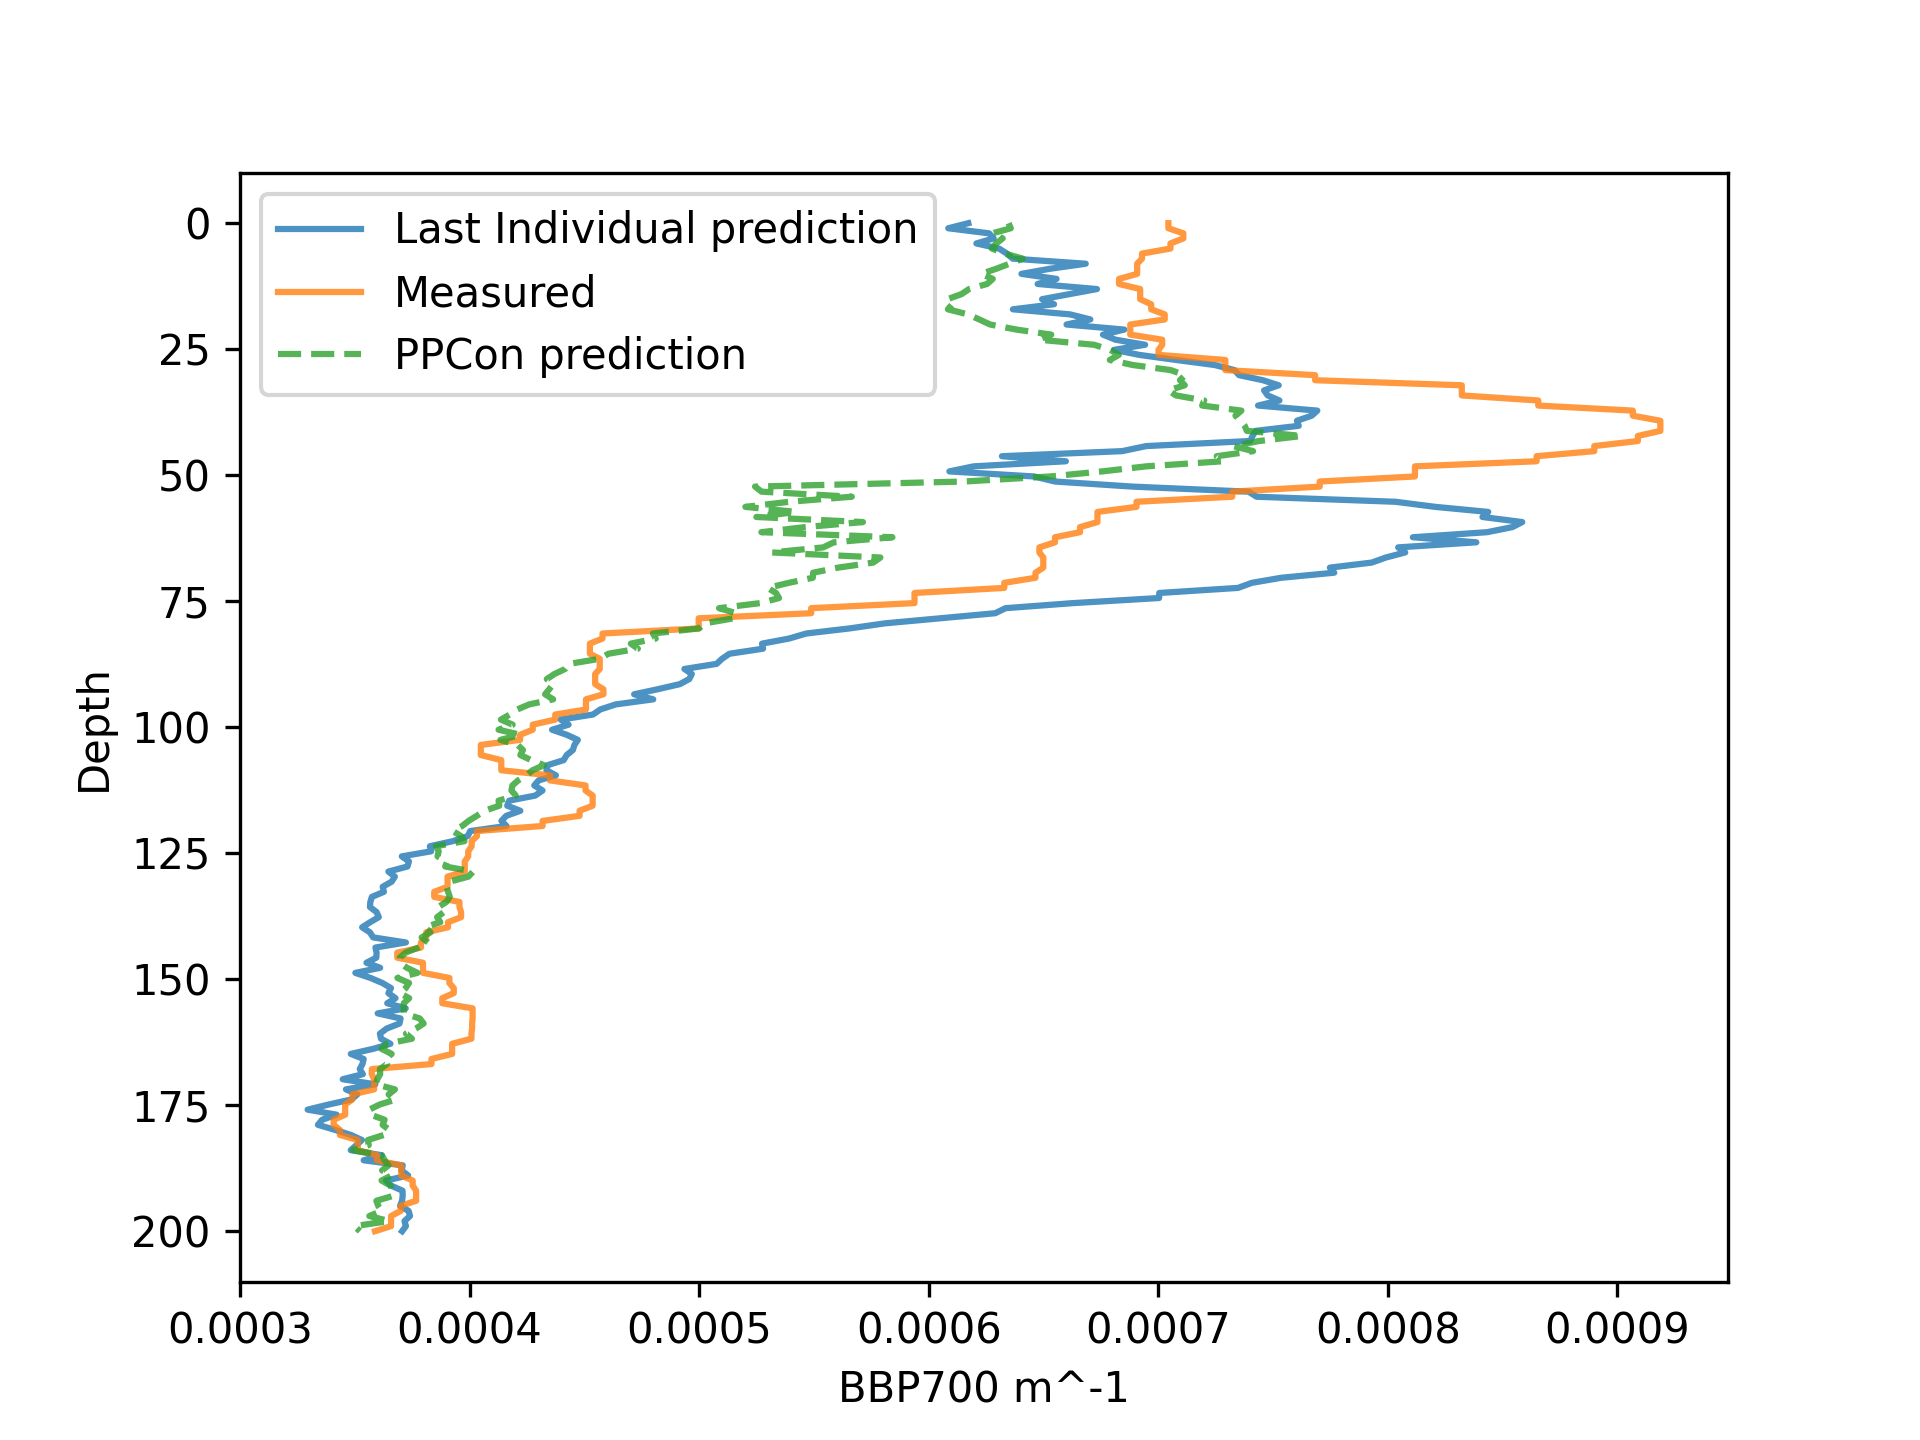 Last Individual prediction
Measured
PPCon prediction
0
25
50
75
100
125
150
175
200
Depth
0.0003 0.0004 0.0005 0.0006 0.0007 0.0008 0.0009
BBP700 m^-1